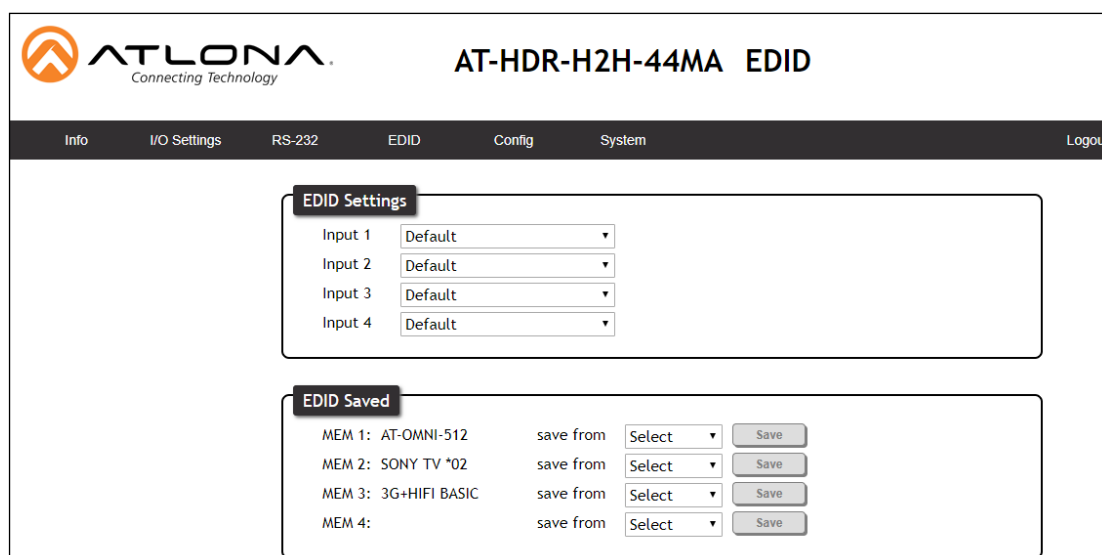 ATLONA.
Connecting Technology
AT-HDR-H2H-44MA EDID
Info I/O Settings RS-232 EDID Config System Logou
EDID Settings
Input 1 Default
Input 2 Default
Input 3 Default
Input 4 Default
EDID Saved
MEM 1: AT-OMNI-512 save from Select Save
MEM 2: SONY TV *02 save from Select Save
MEM 3: 3G+HIFI BASIC save from Select Save
MEM 4: save from Select Save